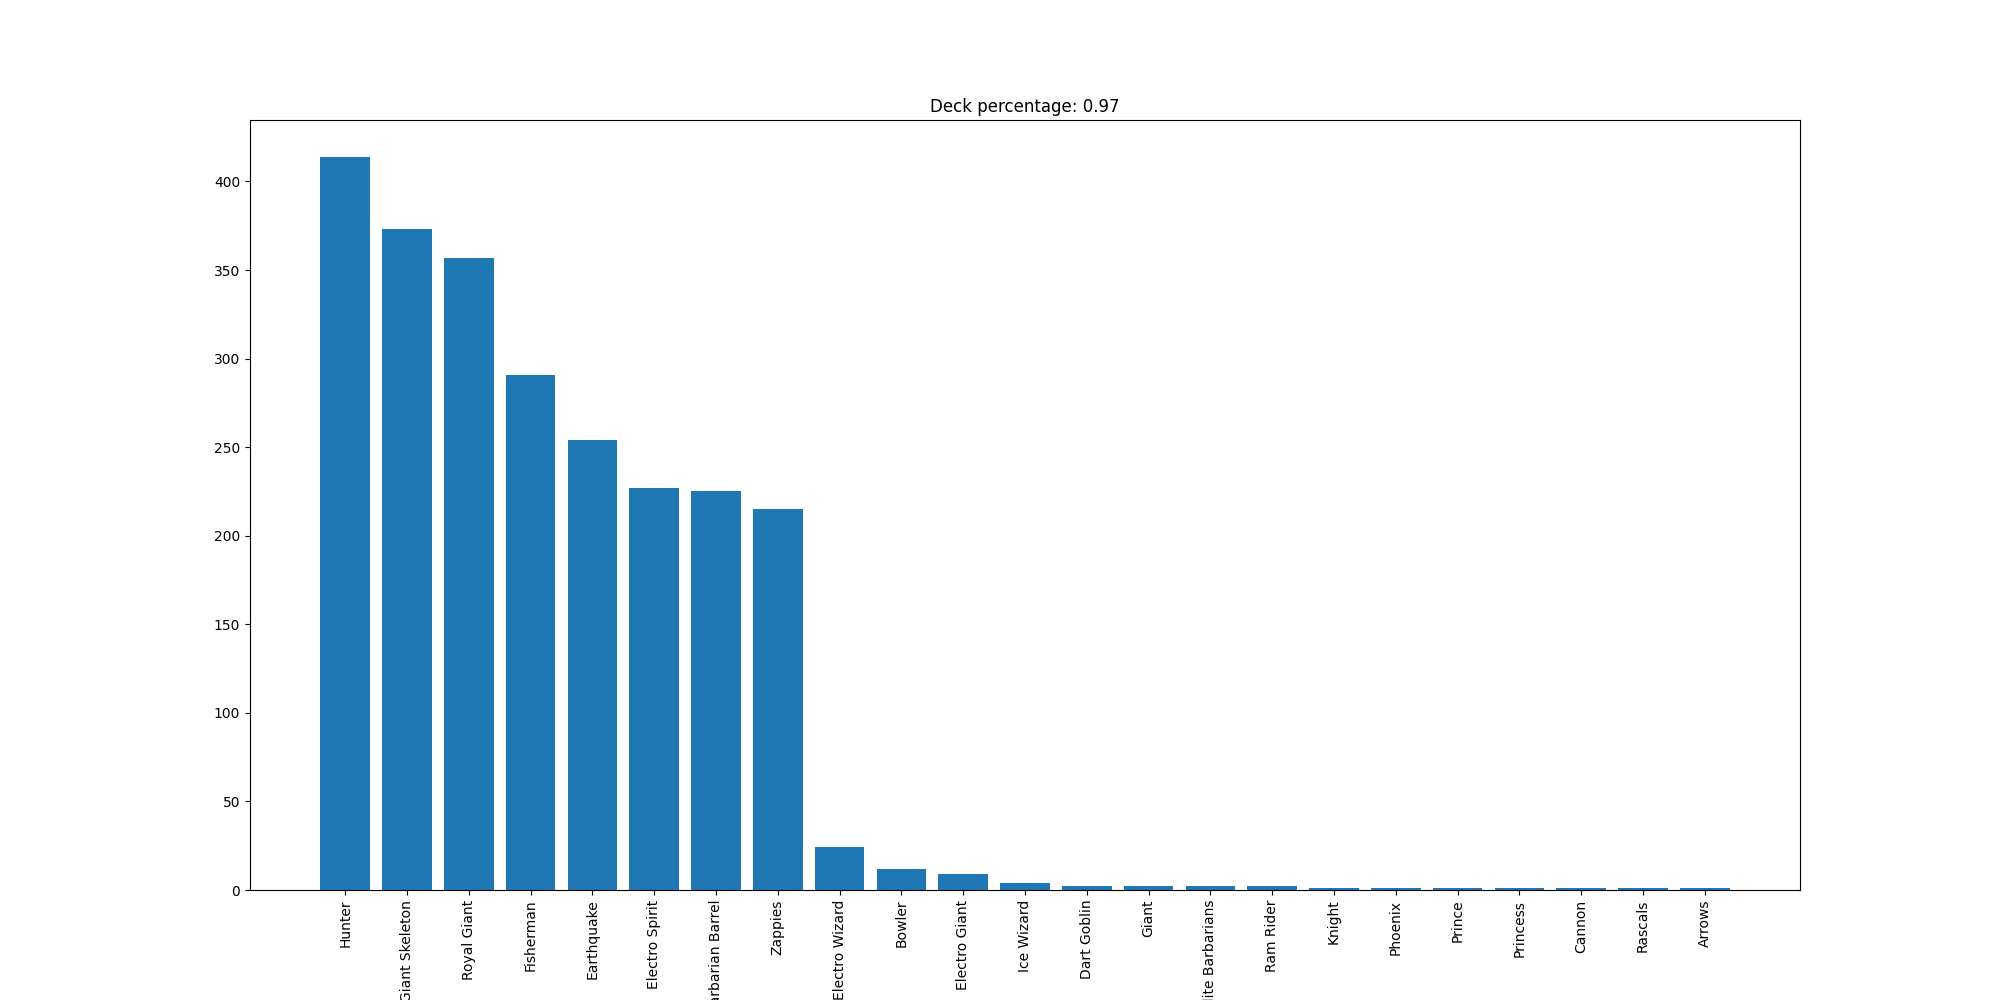 Deck percentage: 0.97
400
350
300
250
200
150
100
50
0
Hunter
Giant Skeleton
Royal Giant
Fisherman
Earthquake
Electro Spirit
arbarian Barrel
Zappies
Electro Wizard
Bowler
Electro Giant
Ice Wizard
Dart Goblin
Giant
lite Barbarians
Ram Rider
Knight
Phoenix
Prince
Princess
Cannon
Rascals
Arrows